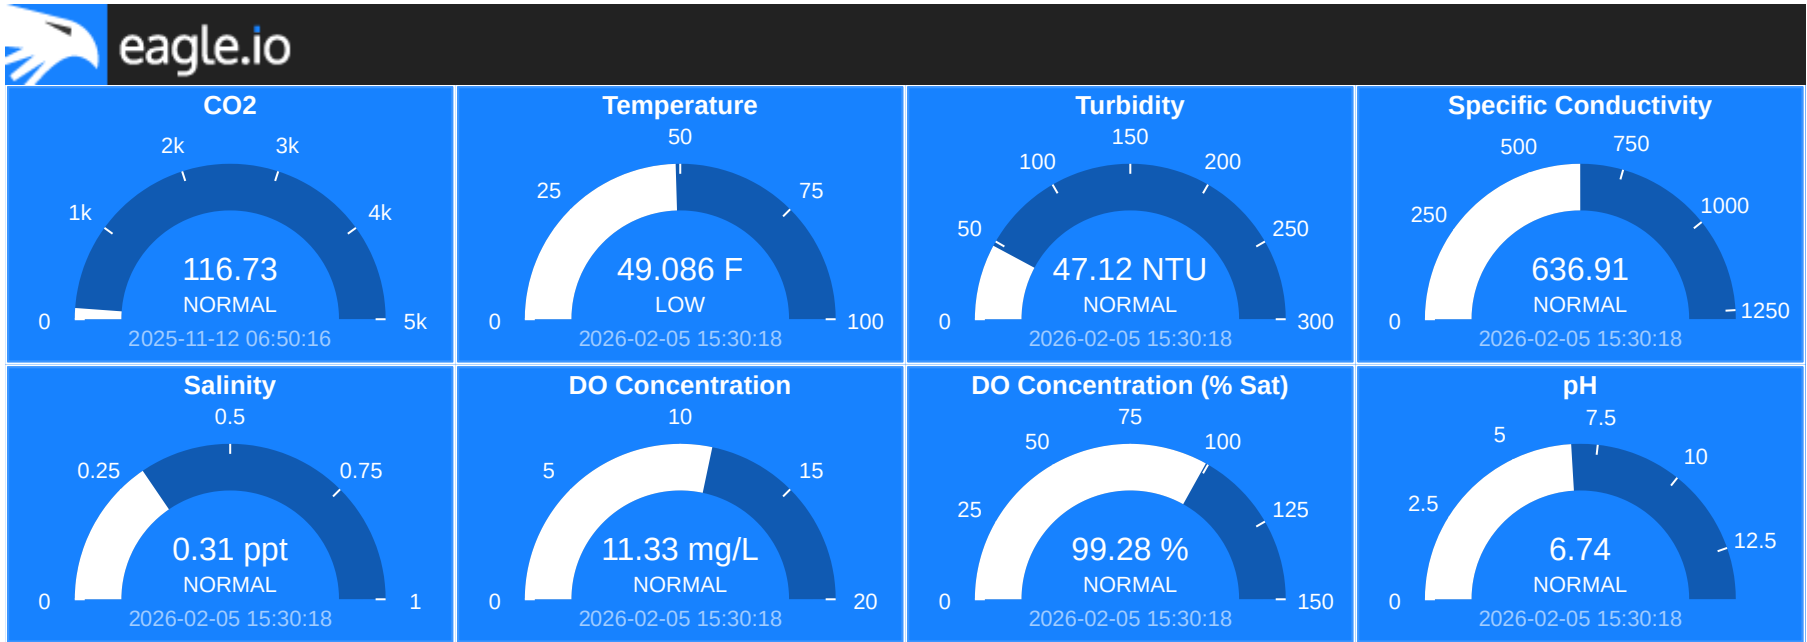 eagle.io
CO2
0
1k
2k
3k
4k
5k
116.73
NORMAL
2025-11-12 06:50:16
Temperature
0
25
50
75
100
49.086 F
LOW
2026-02-05 15:30:18
Turbidity
0
50
100
150
200
250
300
47.12 NTU
NORMAL
2026-02-05 15:30:18
Specific Conductivity
0
250
500
750
1000
1250
636.91
NORMAL
2026-02-05 15:30:18
Salinity
0
0.25
0.5
0.75
1
0.31 ppt
NORMAL
2026-02-05 15:30:18
DO Concentration
0
5
10
15
20
11.33 mg/L
NORMAL
2026-02-05 15:30:18
DO Concentration (% Sat)
0
25
50
75
100
125
150
99.28 %
NORMAL
2026-02-05 15:30:18
pH
0
2.5
5
7.5
10
12.5
6.74
NORMAL
2026-02-05 15:30:18